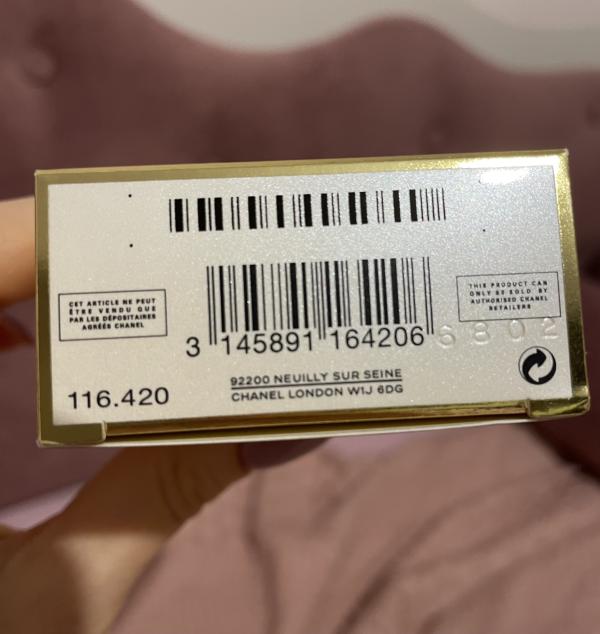 CET ARTICLE NE PEUT
ÊTRE VENDU QUE
PAR LES DÉPOSITAIRES
AGRÉÉS CHANEL
THIS PRODUCT CAN
ONLY BE SOLD BY
AUTHORISED CHANEL
RETAILERS
3 145891 164206
6802
116.420
92200 NEUILLY SUR SEINE
CHANEL LONDON W1J 6DG